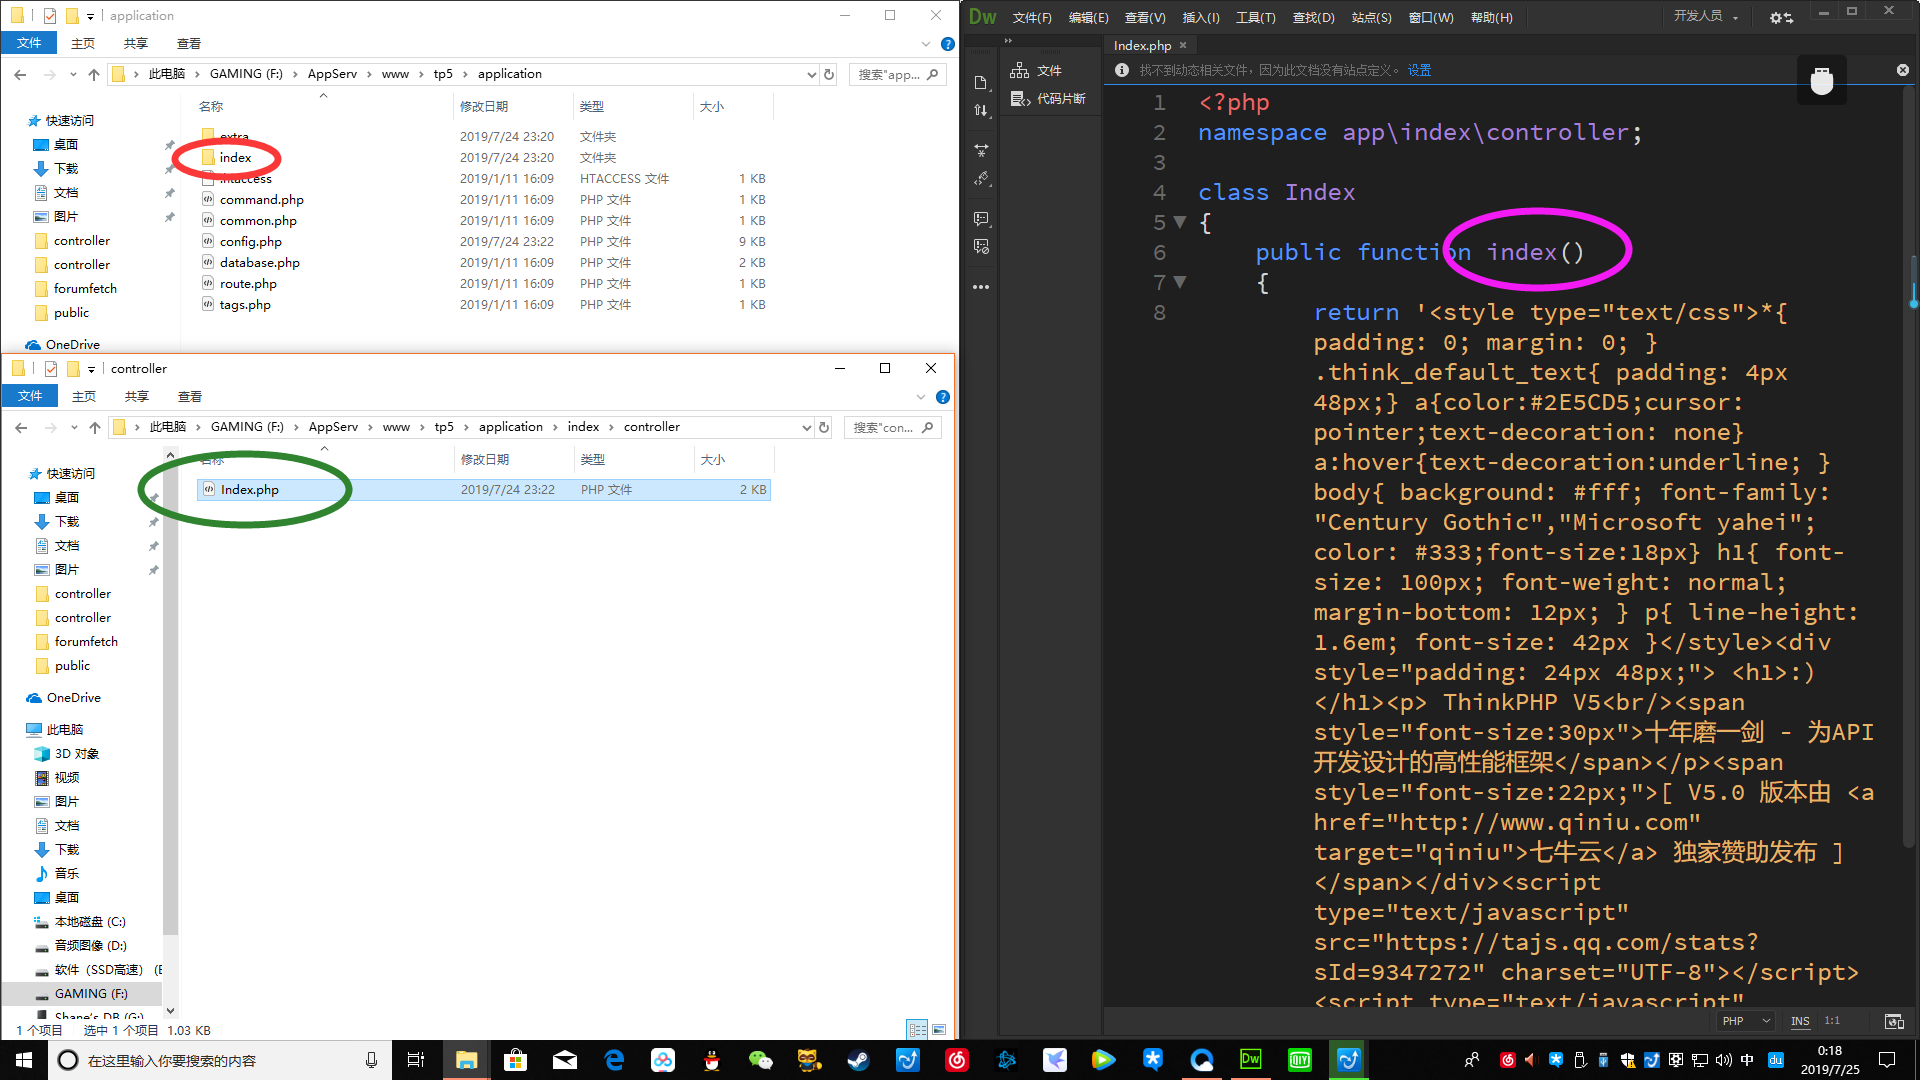 application
文件 主页 共享 查看
此电脑 GAMING (F:) AppServ www tp5 application
搜索"app...
名称 修改日期 类型 大小
快速访问
桌面
下载
文档
图片
controller
controller
forumfetch
public
OneDrive
extra 2019/7/24 23:20 文件夹
index 2019/7/24 23:20 文件夹
.htaccess 2019/1/11 16:09 HTACCESS 文件 1 KB
command.php 2019/1/11 16:09 PHP 文件 1 KB
common.php 2019/1/11 16:09 PHP 文件 1 KB
config.php 2019/7/24 23:22 PHP 文件 9 KB
database.php 2019/1/11 16:09 PHP 文件 2 KB
route.php 2019/1/11 16:09 PHP 文件 1 KB
tags.php 2019/1/11 16:09 PHP 文件 1 KB
controller
文件 主页 共享 查看
此电脑 GAMING (F:) AppServ www tp5 application index controller
搜索"con...
名称 修改日期 类型 大小
Index.php 2019/7/24 23:22 PHP 文件 2 KB
快速访问
桌面
下载
文档
图片
controller
controller
forumfetch
public
OneDrive
此电脑
3D 对象
视频
图片
文档
下载
音乐
桌面
本地磁盘 (C:)
音频图像 (D:)
软件（SSD高速） (E
GAMING (F:)
Shane's DB (G:)
1 个项目 选中 1 个项目 1.03 KB
Dw 文件(F) 编辑(E) 查看(V) 插入(I) 工具(T) 查找(D) 站点(S) 窗口(W) 帮助(H) 开发人员
文件
代码片断
Index.php
找不到动态相关文件，因为此文档没有站点定义。 设置
1 <?php
2 namespace app\index\controller;
3
4 class Index
5 {
6 public function index()
7 {
8 return '<style type="text/css">*{
padding: 0; margin: 0; }
.think_default_text{ padding: 4px
48px;} a{color:#2E5CD5;cursor:
pointer;text-decoration: none}
a:hover{text-decoration:underline; }
body{ background: #fff; font-family:
"Century Gothic","Microsoft yahei";
color: #333;font-size:18px} h1{ font-
size: 100px; font-weight: normal;
margin-bottom: 12px; } p{ line-height:
1.6em; font-size: 42px }</style><div
style="padding: 24px 48px;"> <h1>:)
</h1><p> ThinkPHP V5<br/><span
style="font-size:30px">十年磨一剑 - 为API
开发设计的高性能框架</span></p><span
style="font-size:22px;">[ V5.0 版本由 <a
href="http://www.qiniu.com"
target="qiniu">七牛云</a> 独家赞助发布 ]
</span></div><script
type="text/javascript"
src="https://tajs.qq.com/stats?
sId=9347272" charset="UTF-8"></script>
<script type="text/javascript"
PHP INS 1:1
在这里输入你要搜索的内容
Dw
DIY
中
du
0:18
2019/7/25